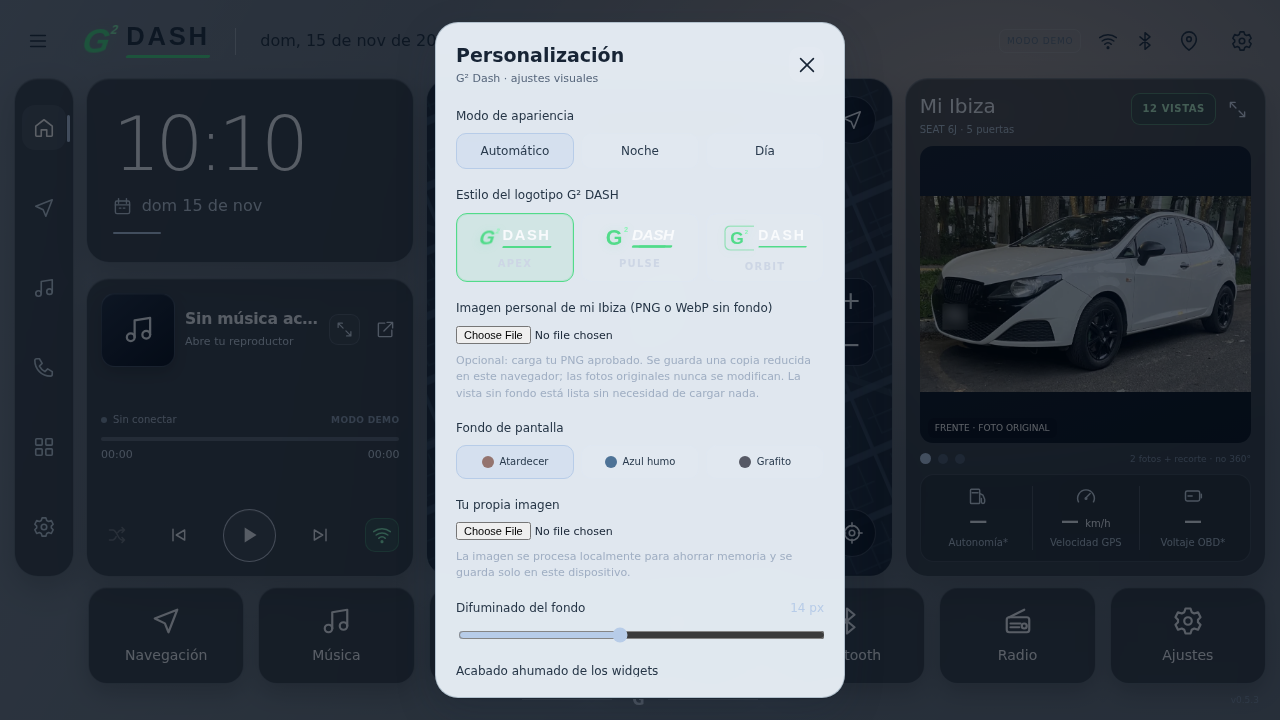 G² DASH
dom, 15 de nov de 20
MODO DEMO
10:10
dom 15 de nov
Sin música ac...
Abre tu reproductor
Sin conectar
MODO DEMO
00:00
00:00
Personalización
G² Dash · ajustes visuales
Modo de apariencia
Automático
Noche
Día
Estilo del logotipo G² DASH
G² DASH
APEX
G² DASH
PULSE
G² DASH
ORBIT
Imagen personal de mi Ibiza (PNG o WebP sin fondo)
Choose File No file chosen
Opcional: carga tu PNG aprobado. Se guarda una copia reducida
en este navegador; las fotos originales nunca se modifican. La
vista sin fondo está lista sin necesidad de cargar nada.
Fondo de pantalla
Atardecer
Azul humo
Grafito
Tu propia imagen
Choose File No file chosen
La imagen se procesa localmente para ahorrar memoria y se
guarda solo en este dispositivo.
Difuminado del fondo
14 px
Acabado ahumado de los widgets
Mi Ibiza
SEAT 6J · 5 puertas
12 VISTAS
FRENTE · FOTO ORIGINAL
2 fotos + recorte · no 360°
— 
Autonomía*
— km/h
Velocidad GPS
—
Voltaje OBD*
Navegación
Música
tooth
Radio
Ajustes
G
v0.5.3